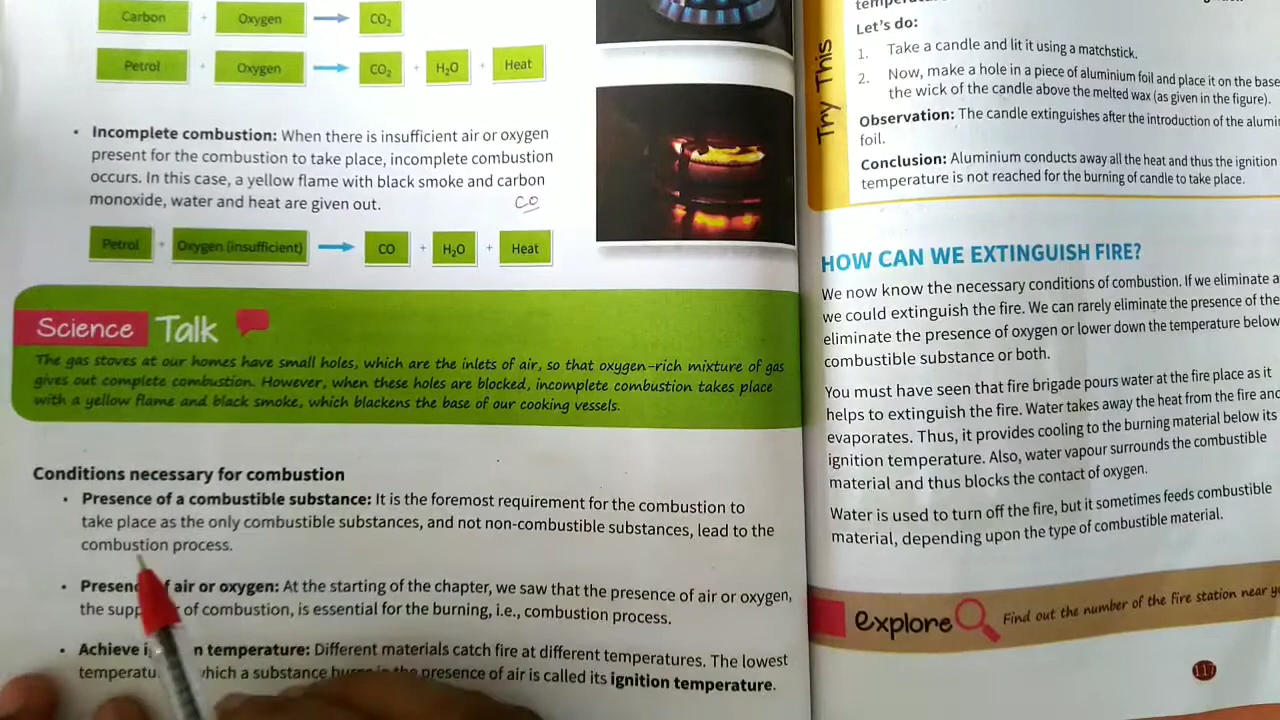 Carbon + Oxygen CO₂
Petrol + Oxygen CO₂ + H₂O + Heat
• Incomplete combustion: When there is insufficient air or oxygen
present for the combustion to take place, incomplete combustion
occurs. In this case, a yellow flame with black smoke and carbon
monoxide, water and heat are given out.
CO
Petrol + Oxygen (insufficient) CO + H₂O + Heat
Science Talk
The gas stoves at our homes have small holes, which are the inlets of air, so that oxygen-rich mixture of gas
gives out complete combustion. However, when these holes are blocked, incomplete combustion takes place
with a yellow flame and black smoke, which blackens the base of our cooking vessels.
Conditions necessary for combustion
• Presence of a combustible substance: It is the foremost requirement for the combustion to
take place as the only combustible substances, and not non-combustible substances, lead to the
combustion process.
• Presen of air or oxygen: At the starting of the chapter, we saw that the presence of air or oxygen,
the supp of combustion, is essential for the burning, i.e., combustion process.
• Achieve i n temperature: Different materials catch fire at different temperatures. The lowest
temperatu which a substance burns in the presence of air is called its ignition temperature.
Try This
Let's do:
1. Take a candle and lit it using a matchstick.
2. Now, make a hole in a piece of aluminium foil and place it on the base
the wick of the candle above the melted wax (as given in the figure).
Observation: The candle extinguishes after the introduction of the alumin
foil.
Conclusion: Aluminium conducts away all the heat and thus the ignition
temperature is not reached for the burning of candle to take place.
HOW CAN WE EXTINGUISH FIRE?
We now know the necessary conditions of combustion. If we eliminate a
we could extinguish the fire. We can rarely eliminate the presence of the
eliminate the presence of oxygen or lower down the temperature below
combustible substance or both.
You must have seen that fire brigade pours water at the fire place as it
helps to extinguish the fire. Water takes away the heat from the fire and
evaporates. Thus, it provides cooling to the burning material below its
ignition temperature. Also, water vapour surrounds the combustible
material and thus blocks the contact of oxygen.
Water is used to turn off the fire, but it sometimes feeds combustible
material, depending upon the type of combustible material.
explore Find out the number of the fire station near y
117